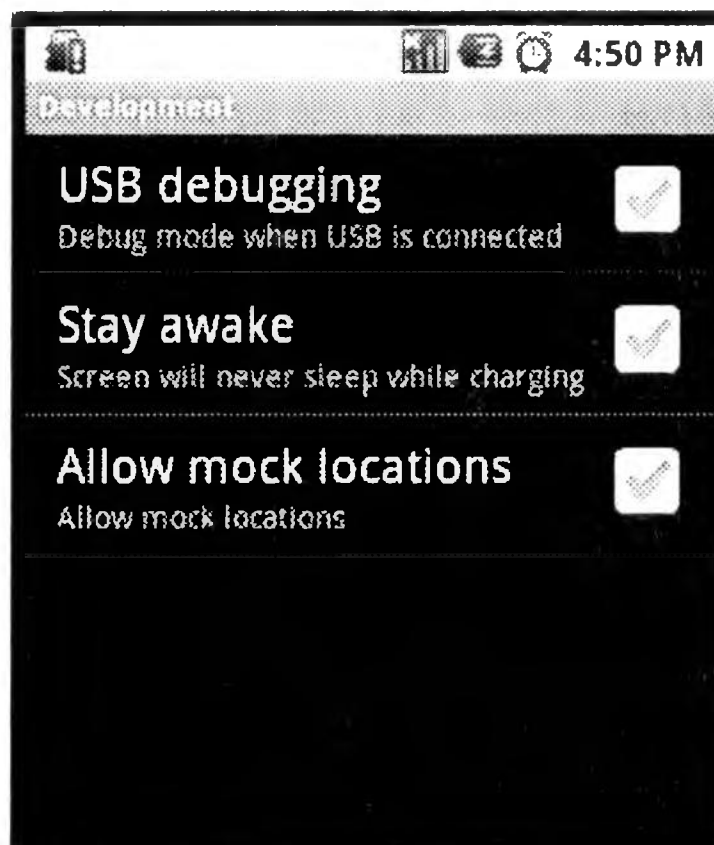 4:50 PM
Development
USB debugging
Debug mode when USB is connected
Stay awake
Screen will never sleep while charging
Allow mock locations
Allow mock locations